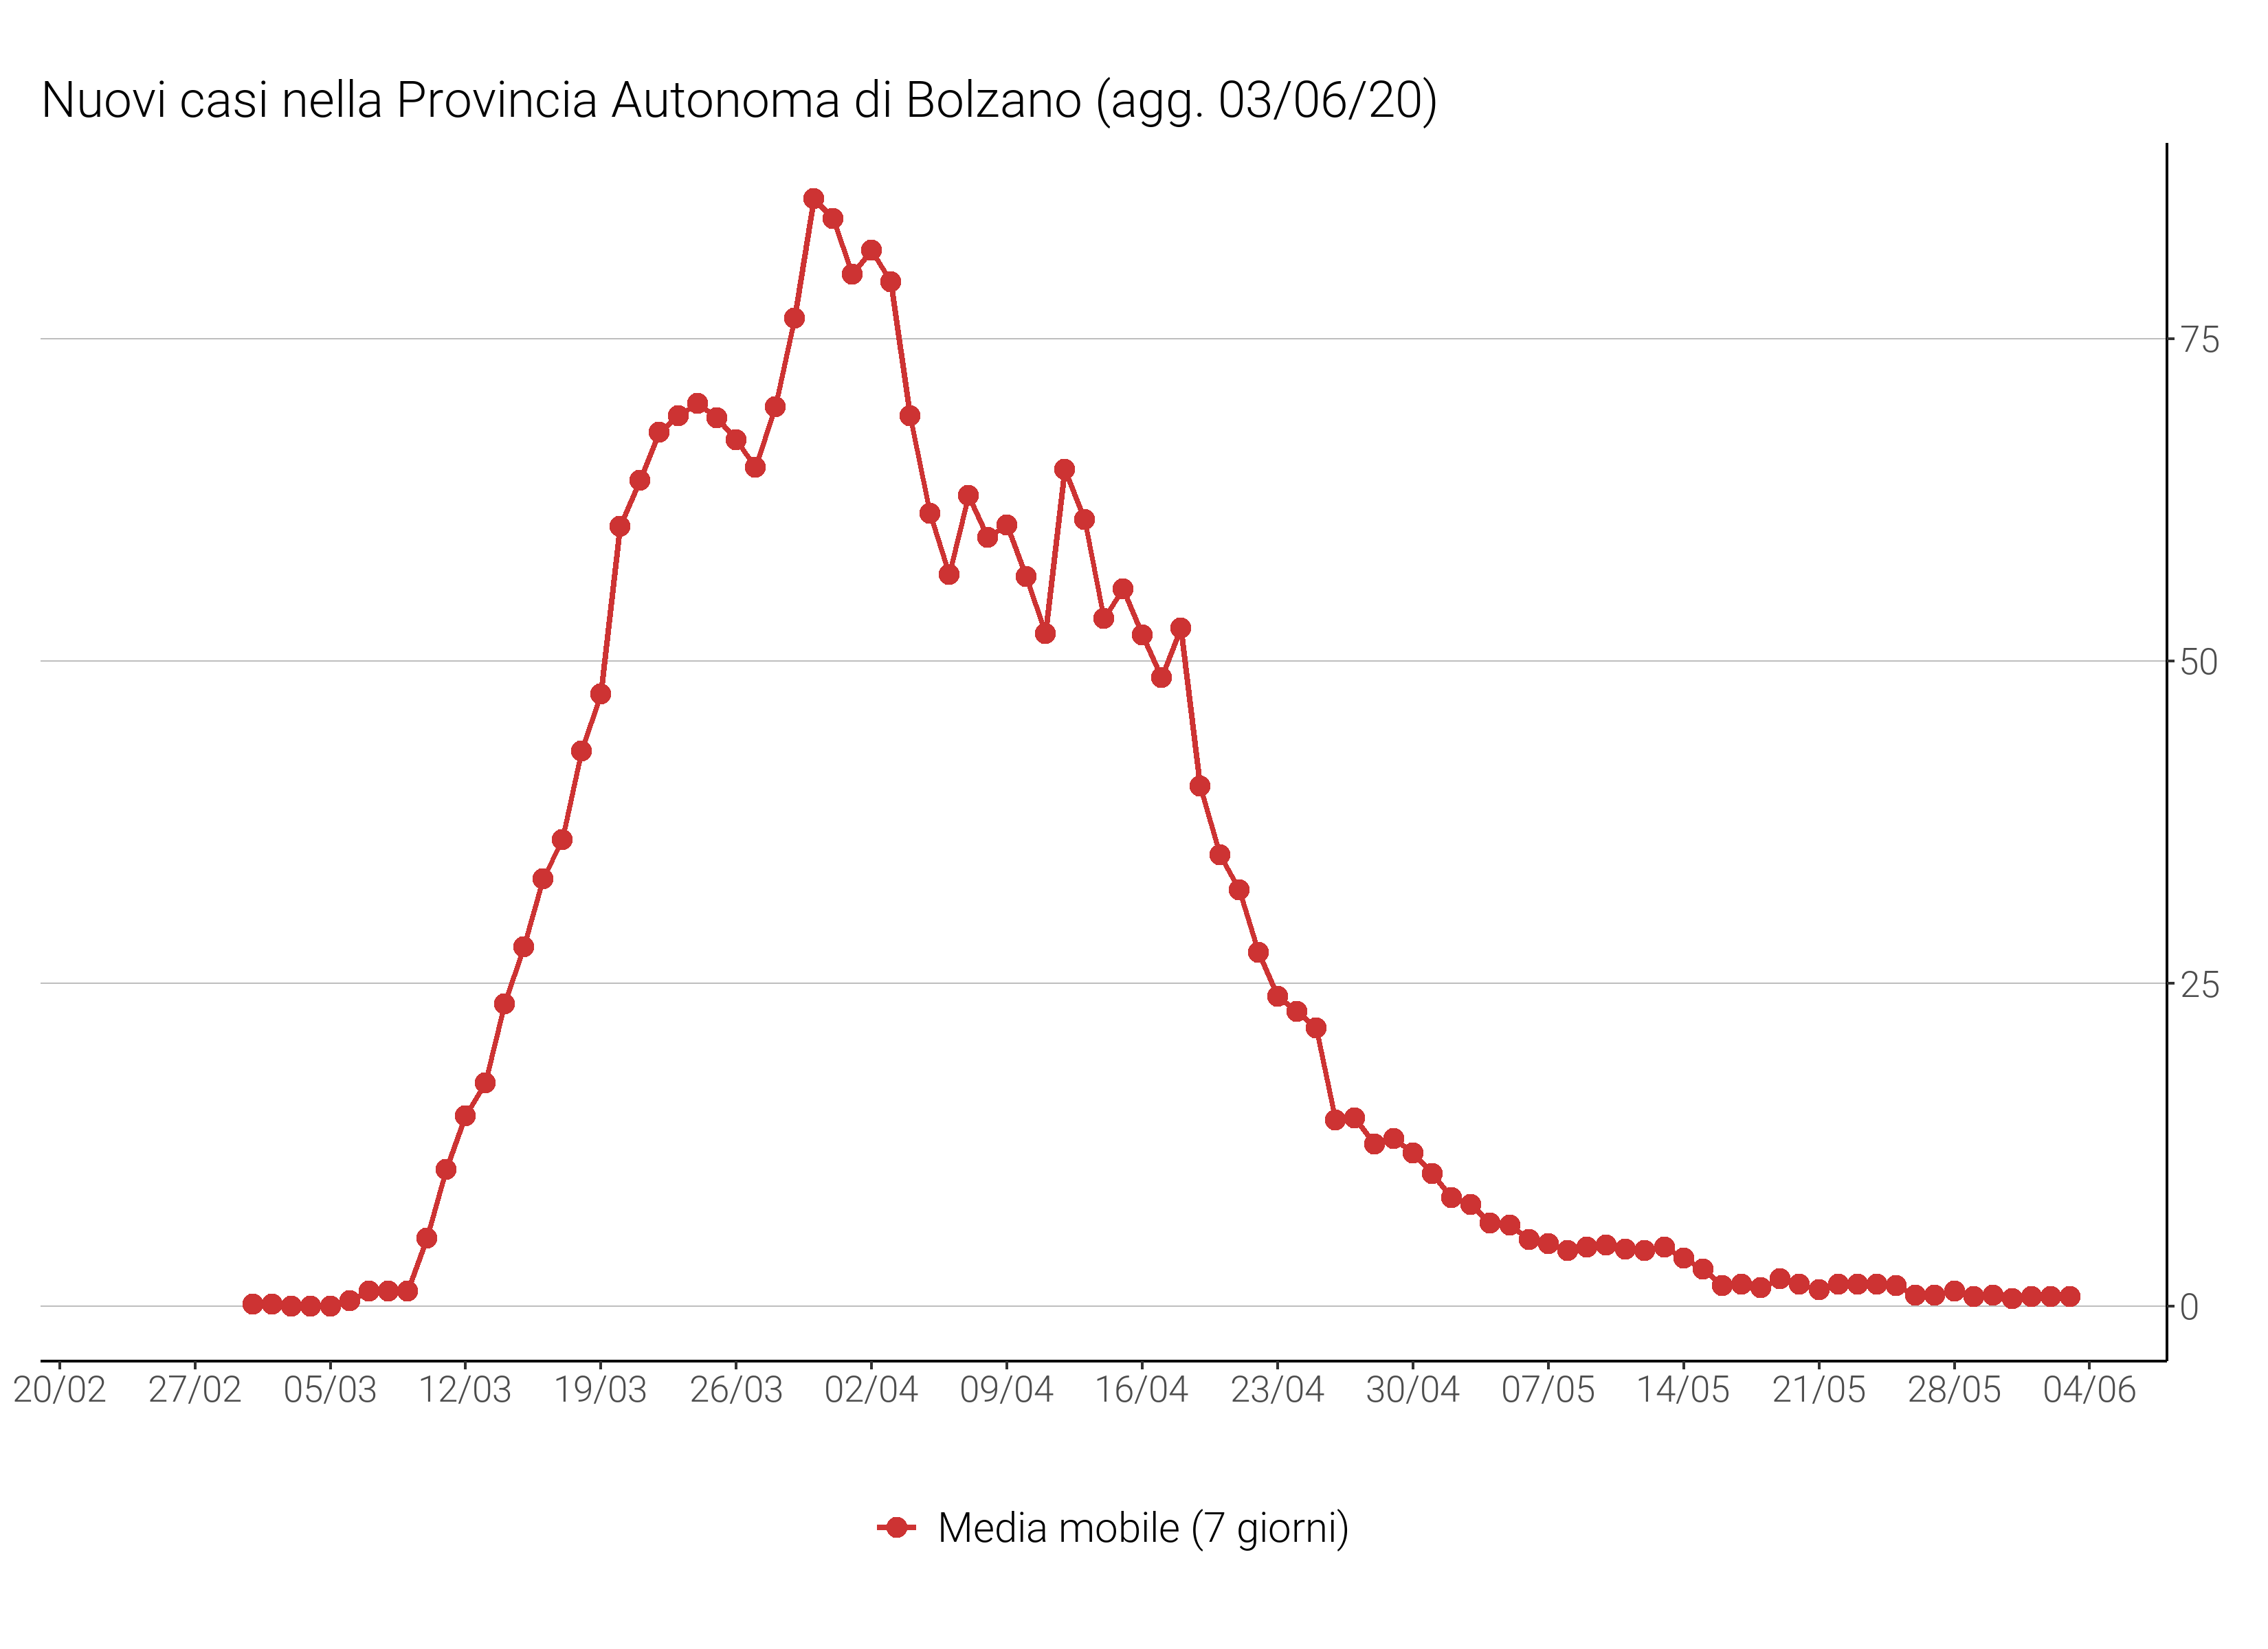 Nuovi casi nella Provincia Autonoma di Bolzano (agg. 03/06/20)
75
50
25
0
20/02 27/02 05/03 12/03 19/03 26/03 02/04 09/04 16/04 23/04 30/04 07/05 14/05 21/05 28/05 04/06
Media mobile (7 giorni)